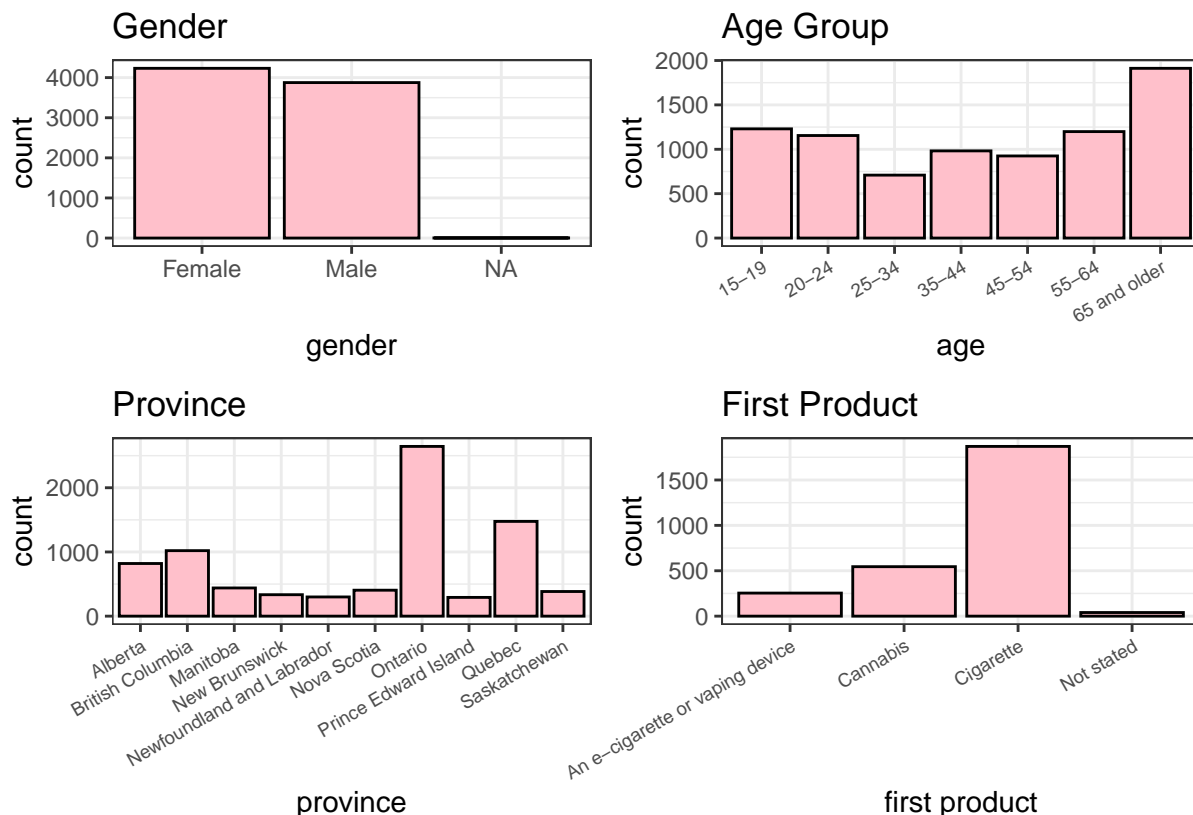 Gender
4000
3000
2000
1000
0
count
Female Male NA
gender
Age Group
2000
1500
1000
500
0
count
15–19 20–24 25–34 35–44 45–54 55–64 65 and older
age
Province
2000
1000
0
count
Alberta British Columbia Manitoba New Brunswick Newfoundland and Labrador Nova Scotia Ontario Prince Edward Island Quebec Saskatchewan
province
First Product
1500
1000
500
0
count
An e–cigarette or vaping device Cannabis Cigarette Not stated
first product